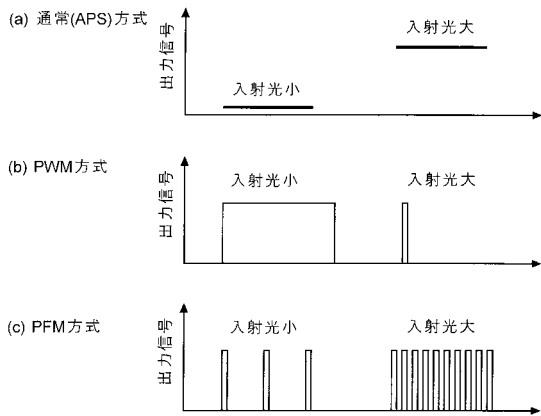 (a) 通常(APS)方式
出力信号
入射光小
入射光大
(b) PWM方式
出力信号
入射光小
入射光大
(c) PFM方式
出力信号
入射光小
入射光大